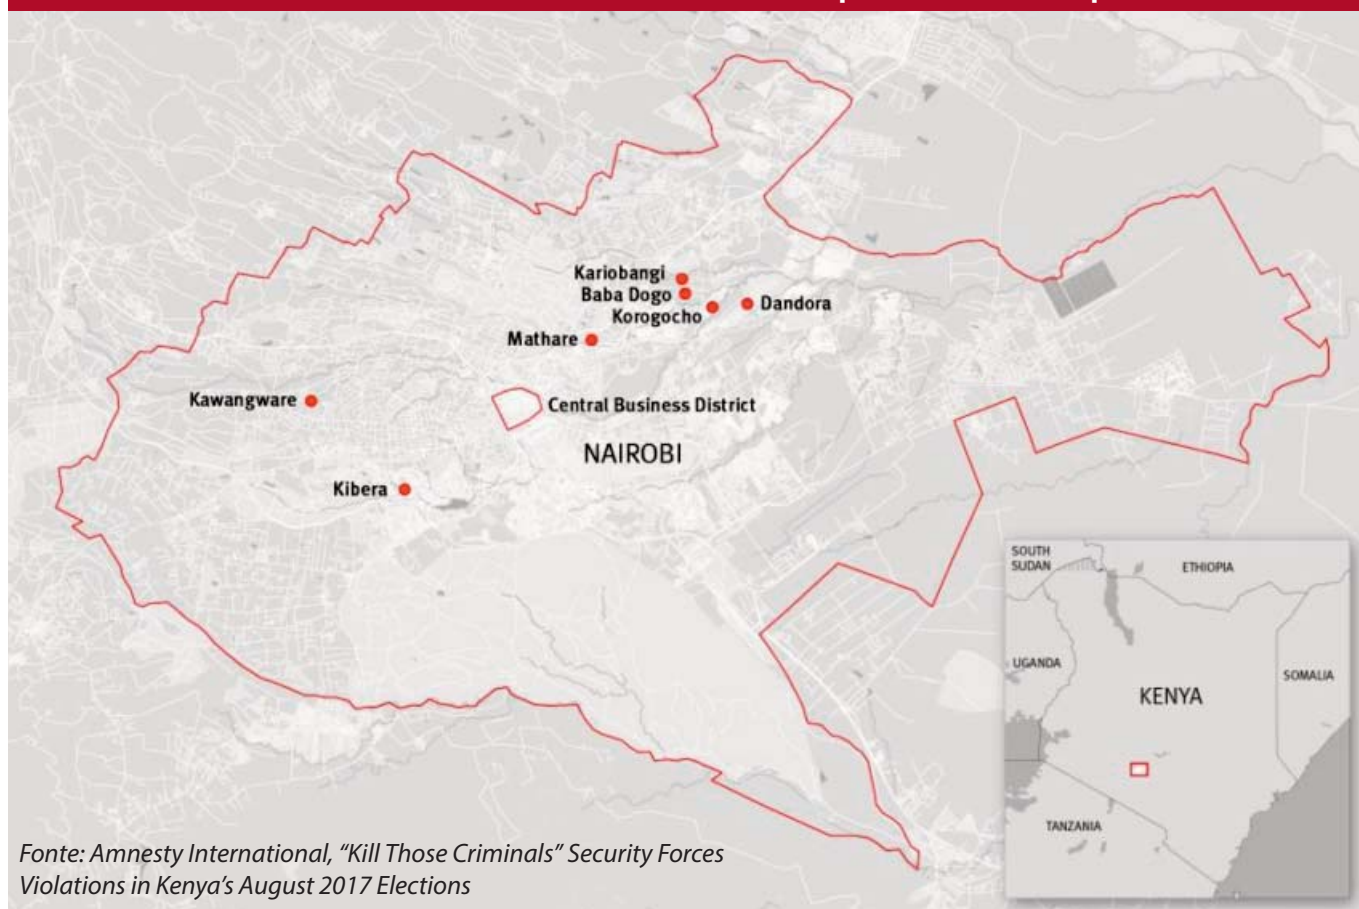 Kariobangi
Baba Dogo
Korogocho
Dandora
Mathare
Kawangware
Central Business District
NAIROBI
Kibera
SOUTH
SUDAN
ETHIOPIA
UGANDA
SOMALIA
KENYA
TANZANIA
Fonte: Amnesty International, “Kill Those Criminals” Security Forces
Violations in Kenya’s August 2017 Elections